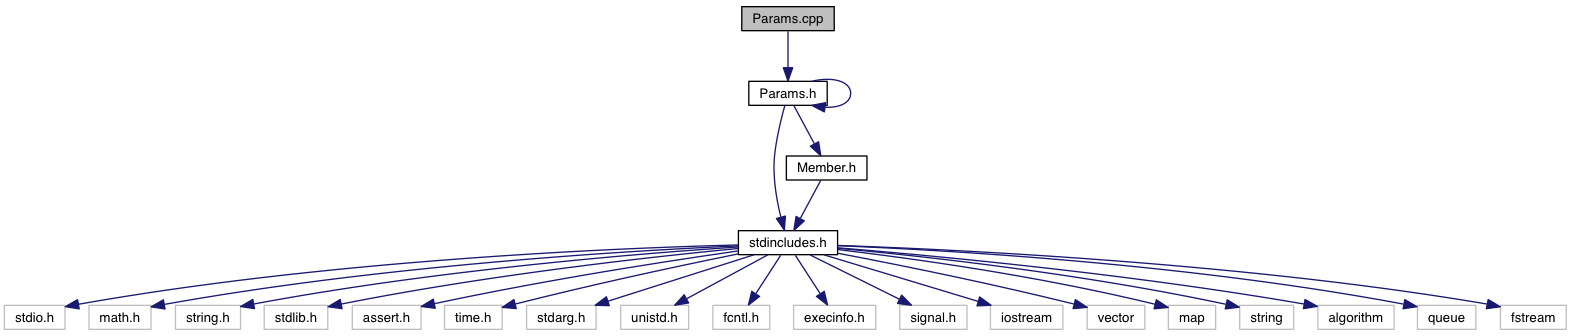 Params.cpp
Params.h
Member.h
stdincludes.h
stdio.h
math.h
string.h
stdlib.h
assert.h
time.h
stdarg.h
unistd.h
fcntl.h
execinfo.h
signal.h
iostream
vector
map
string
algorithm
queue
fstream